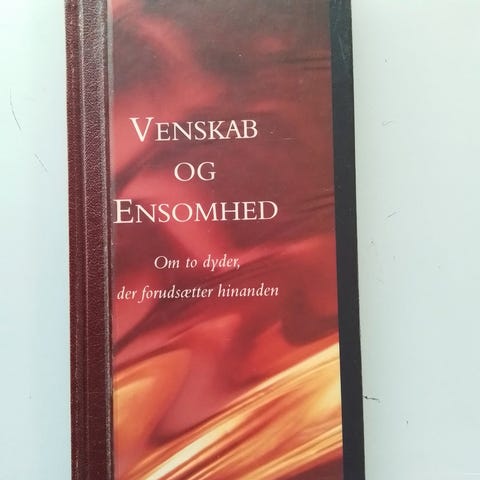 VENSKAB
OG
ENSOMHED
Om to dyder,
der forudsætter hinanden